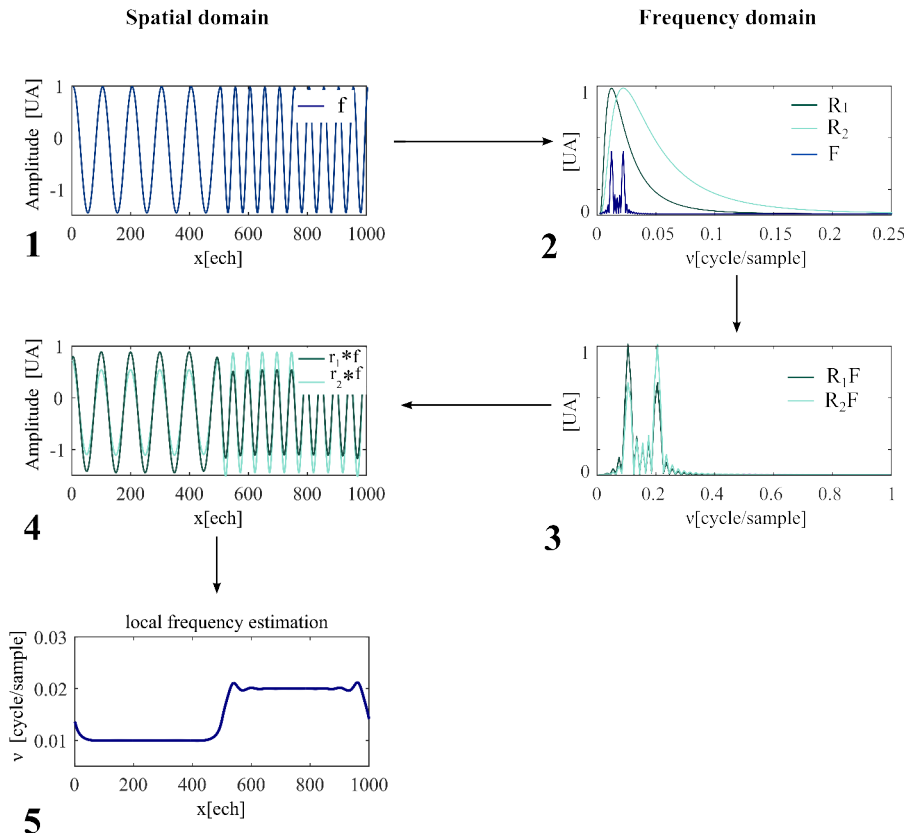 Spatial domain
Frequency domain
Amplitude [UA]
1
0
-1
f
0 200 400 600 800 1000
x[ech]
1
[UA]
1
0
R1
R2
F
0 0.05 0.1 0.15 0.2 0.25
ν[cycle/sample]
2
Amplitude [UA]
1
0
-1
r1*f
r2*f
0 200 400 600 800 1000
x[ech]
4
[UA]
1
0
R1F
R2F
0 0.2 0.4 0.6 0.8 1
ν[cycle/sample]
3
local frequency estimation
ν [cycle/sample]
0.03
0.02
0.01
0 200 400 600 800 1000
x[ech]
5